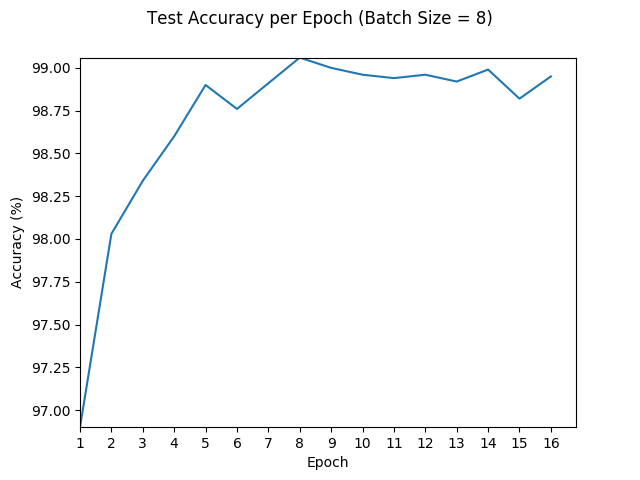 Test Accuracy per Epoch (Batch Size = 8)
99.00
98.75
98.50
98.25
98.00
97.75
97.50
97.25
97.00
Accuracy (%)
1 2 3 4 5 6 7 8 9 10 11 12 13 14 15 16
Epoch